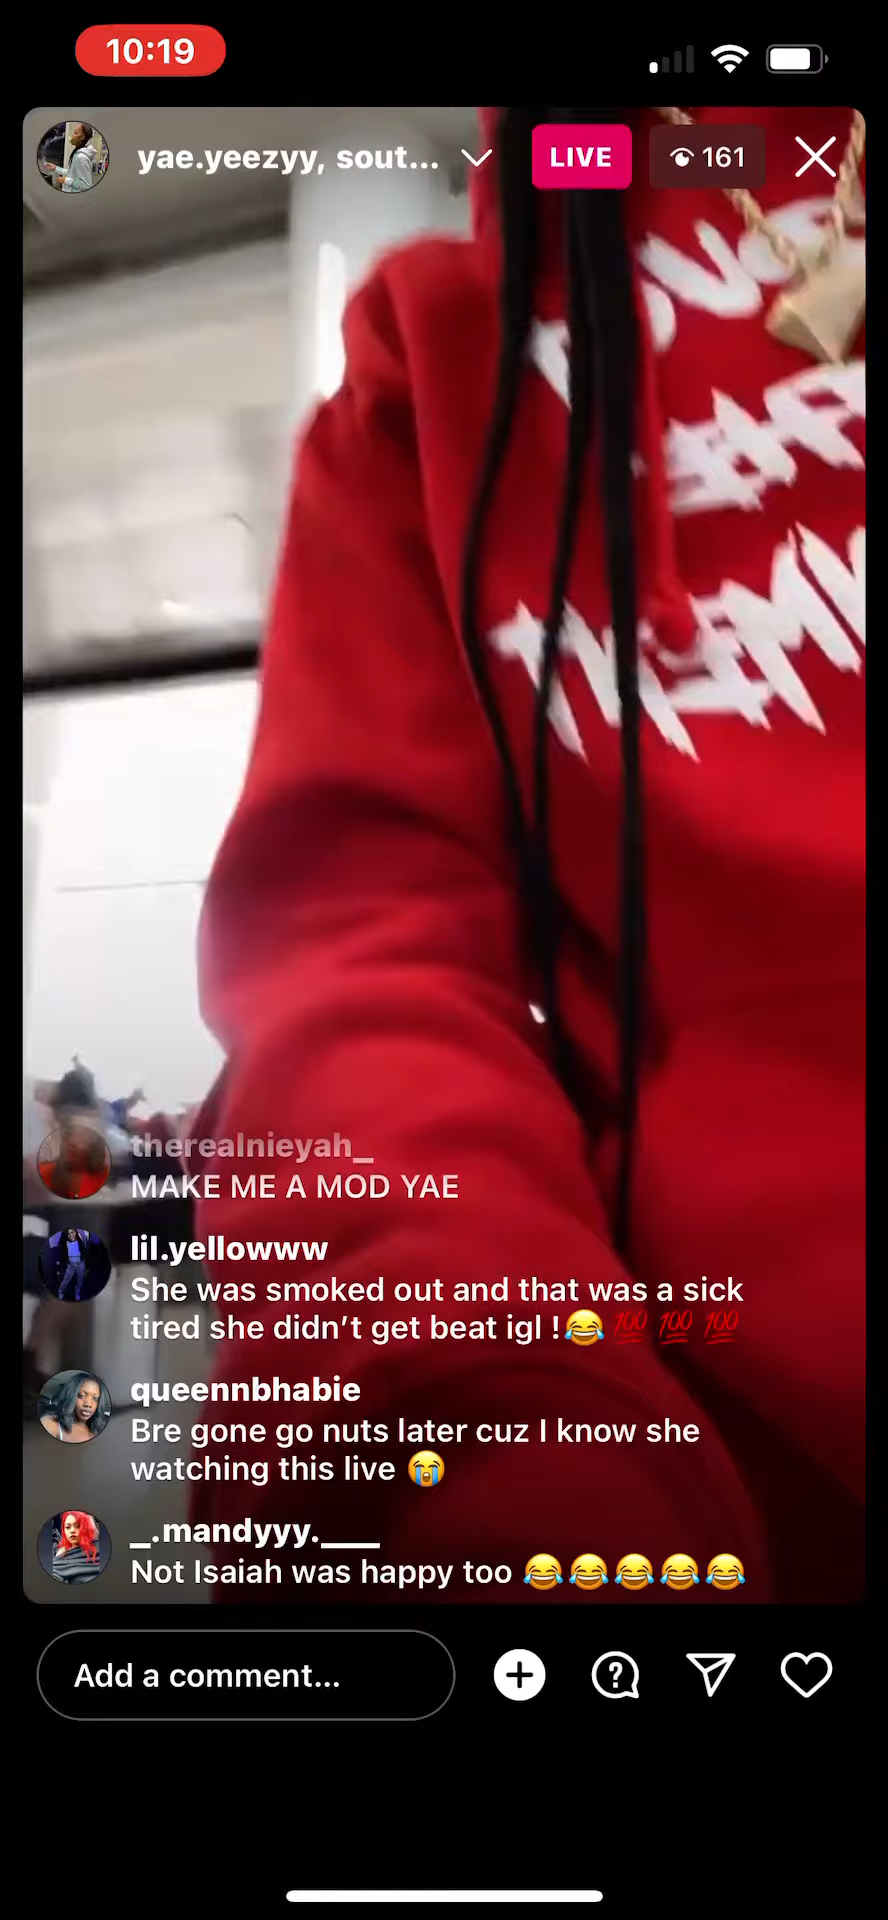 10:19
yae.yeezyy, sout...
LIVE
161
therealnieyah_
MAKE ME A MOD YAE
lil.yellowww
She was smoked out and that was a sick
tired she didn't get beat igl !😂 💯 💯 💯
queennbhabie
Bre gone go nuts later cuz I know she
watching this live 😭
_.mandyyy.___
Not Isaiah was happy too 😂😂😂😂😂
Add a comment...